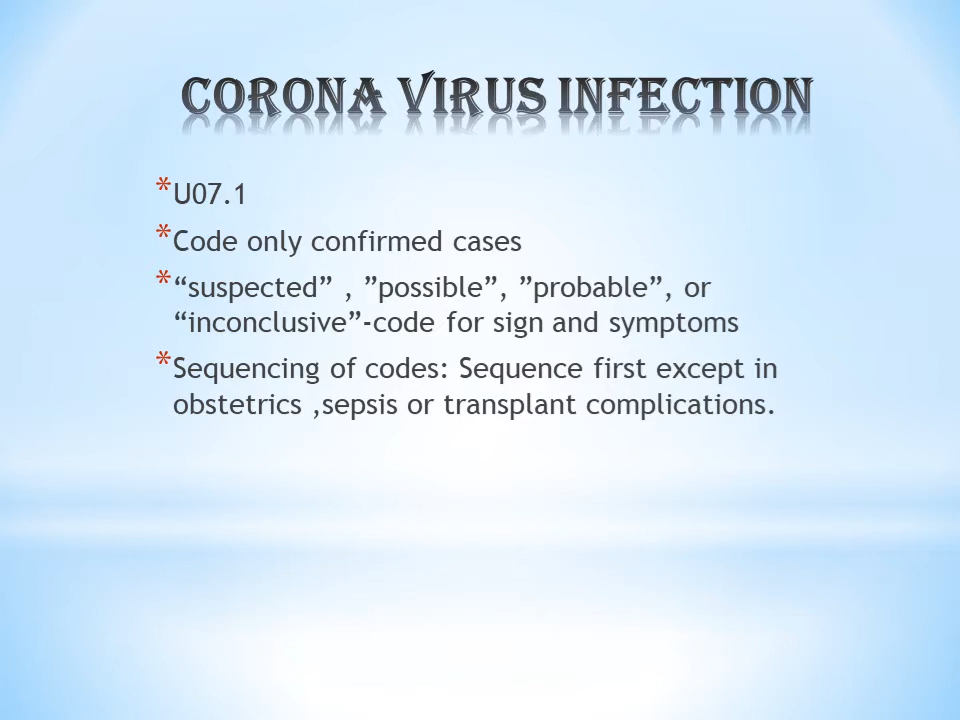 CORONA VIRUS INFECTION
*U07.1
*Code only confirmed cases
*“suspected” , ”possible”, ”probable”, or
“inconclusive”-code for sign and symptoms
*Sequencing of codes: Sequence first except in
obstetrics ,sepsis or transplant complications.